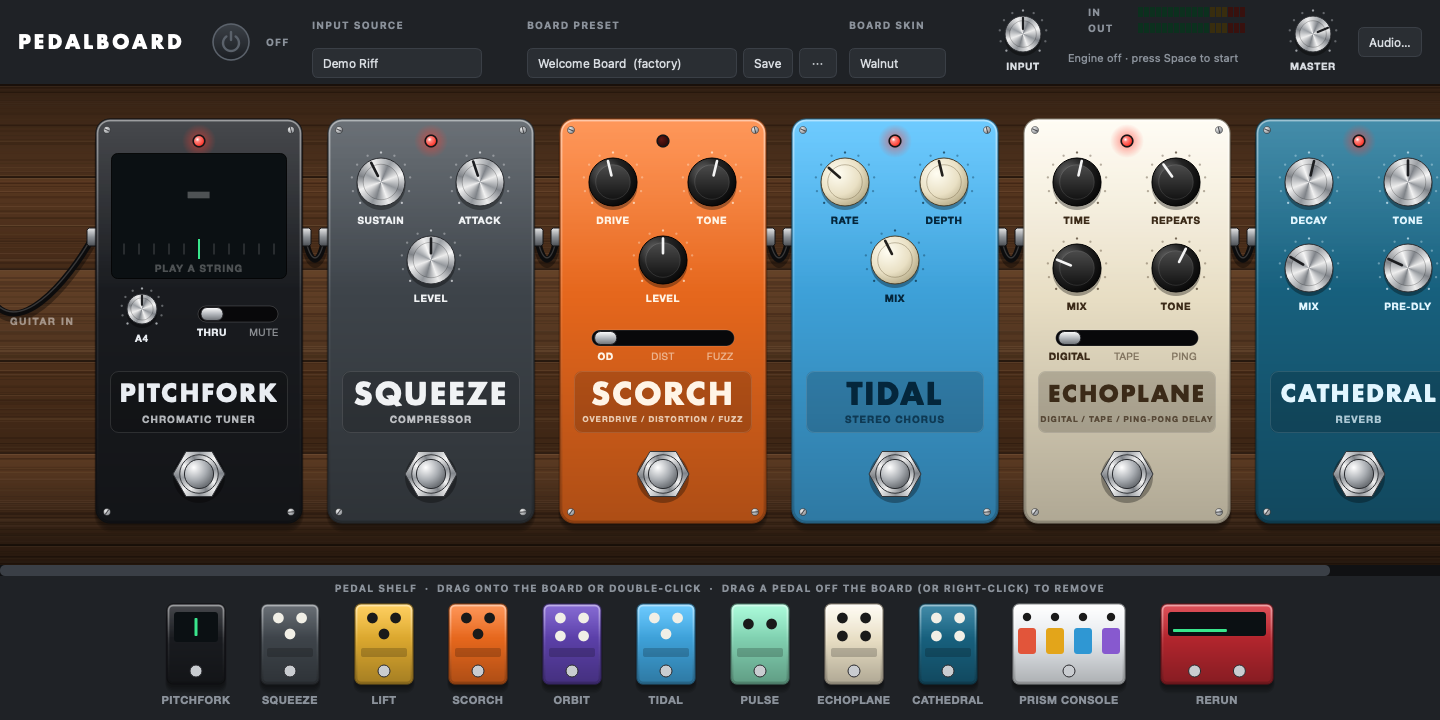 PEDALBOARD
OFF
INPUT SOURCE
Demo Riff
BOARD PRESET
Welcome Board (factory)
Save
...
BOARD SKIN
Walnut
INPUT
IN
OUT
Engine off · press Space to start
MASTER
Audio...
GUITAR IN
PLAY A STRING
A4
THRU MUTE
PITCHFORK
CHROMATIC TUNER
SUSTAIN ATTACK
LEVEL
SQUEEZE
COMPRESSOR
DRIVE TONE
LEVEL
OD DIST FUZZ
SCORCH
OVERDRIVE / DISTORTION / FUZZ
RATE DEPTH
MIX
TIDAL
STEREO CHORUS
TIME REPEATS
MIX TONE
DIGITAL TAPE PING
ECHOPLANE
DIGITAL / TAPE / PING-PONG DELAY
DECAY TONE
MIX PRE-DLY
CATHEDRAL
REVERB
PEDAL SHELF · DRAG ONTO THE BOARD OR DOUBLE-CLICK · DRAG A PEDAL OFF THE BOARD (OR RIGHT-CLICK) TO REMOVE
PITCHFORK SQUEEZE LIFT SCORCH ORBIT TIDAL PULSE ECHOPLANE CATHEDRAL PRISM CONSOLE RERUN